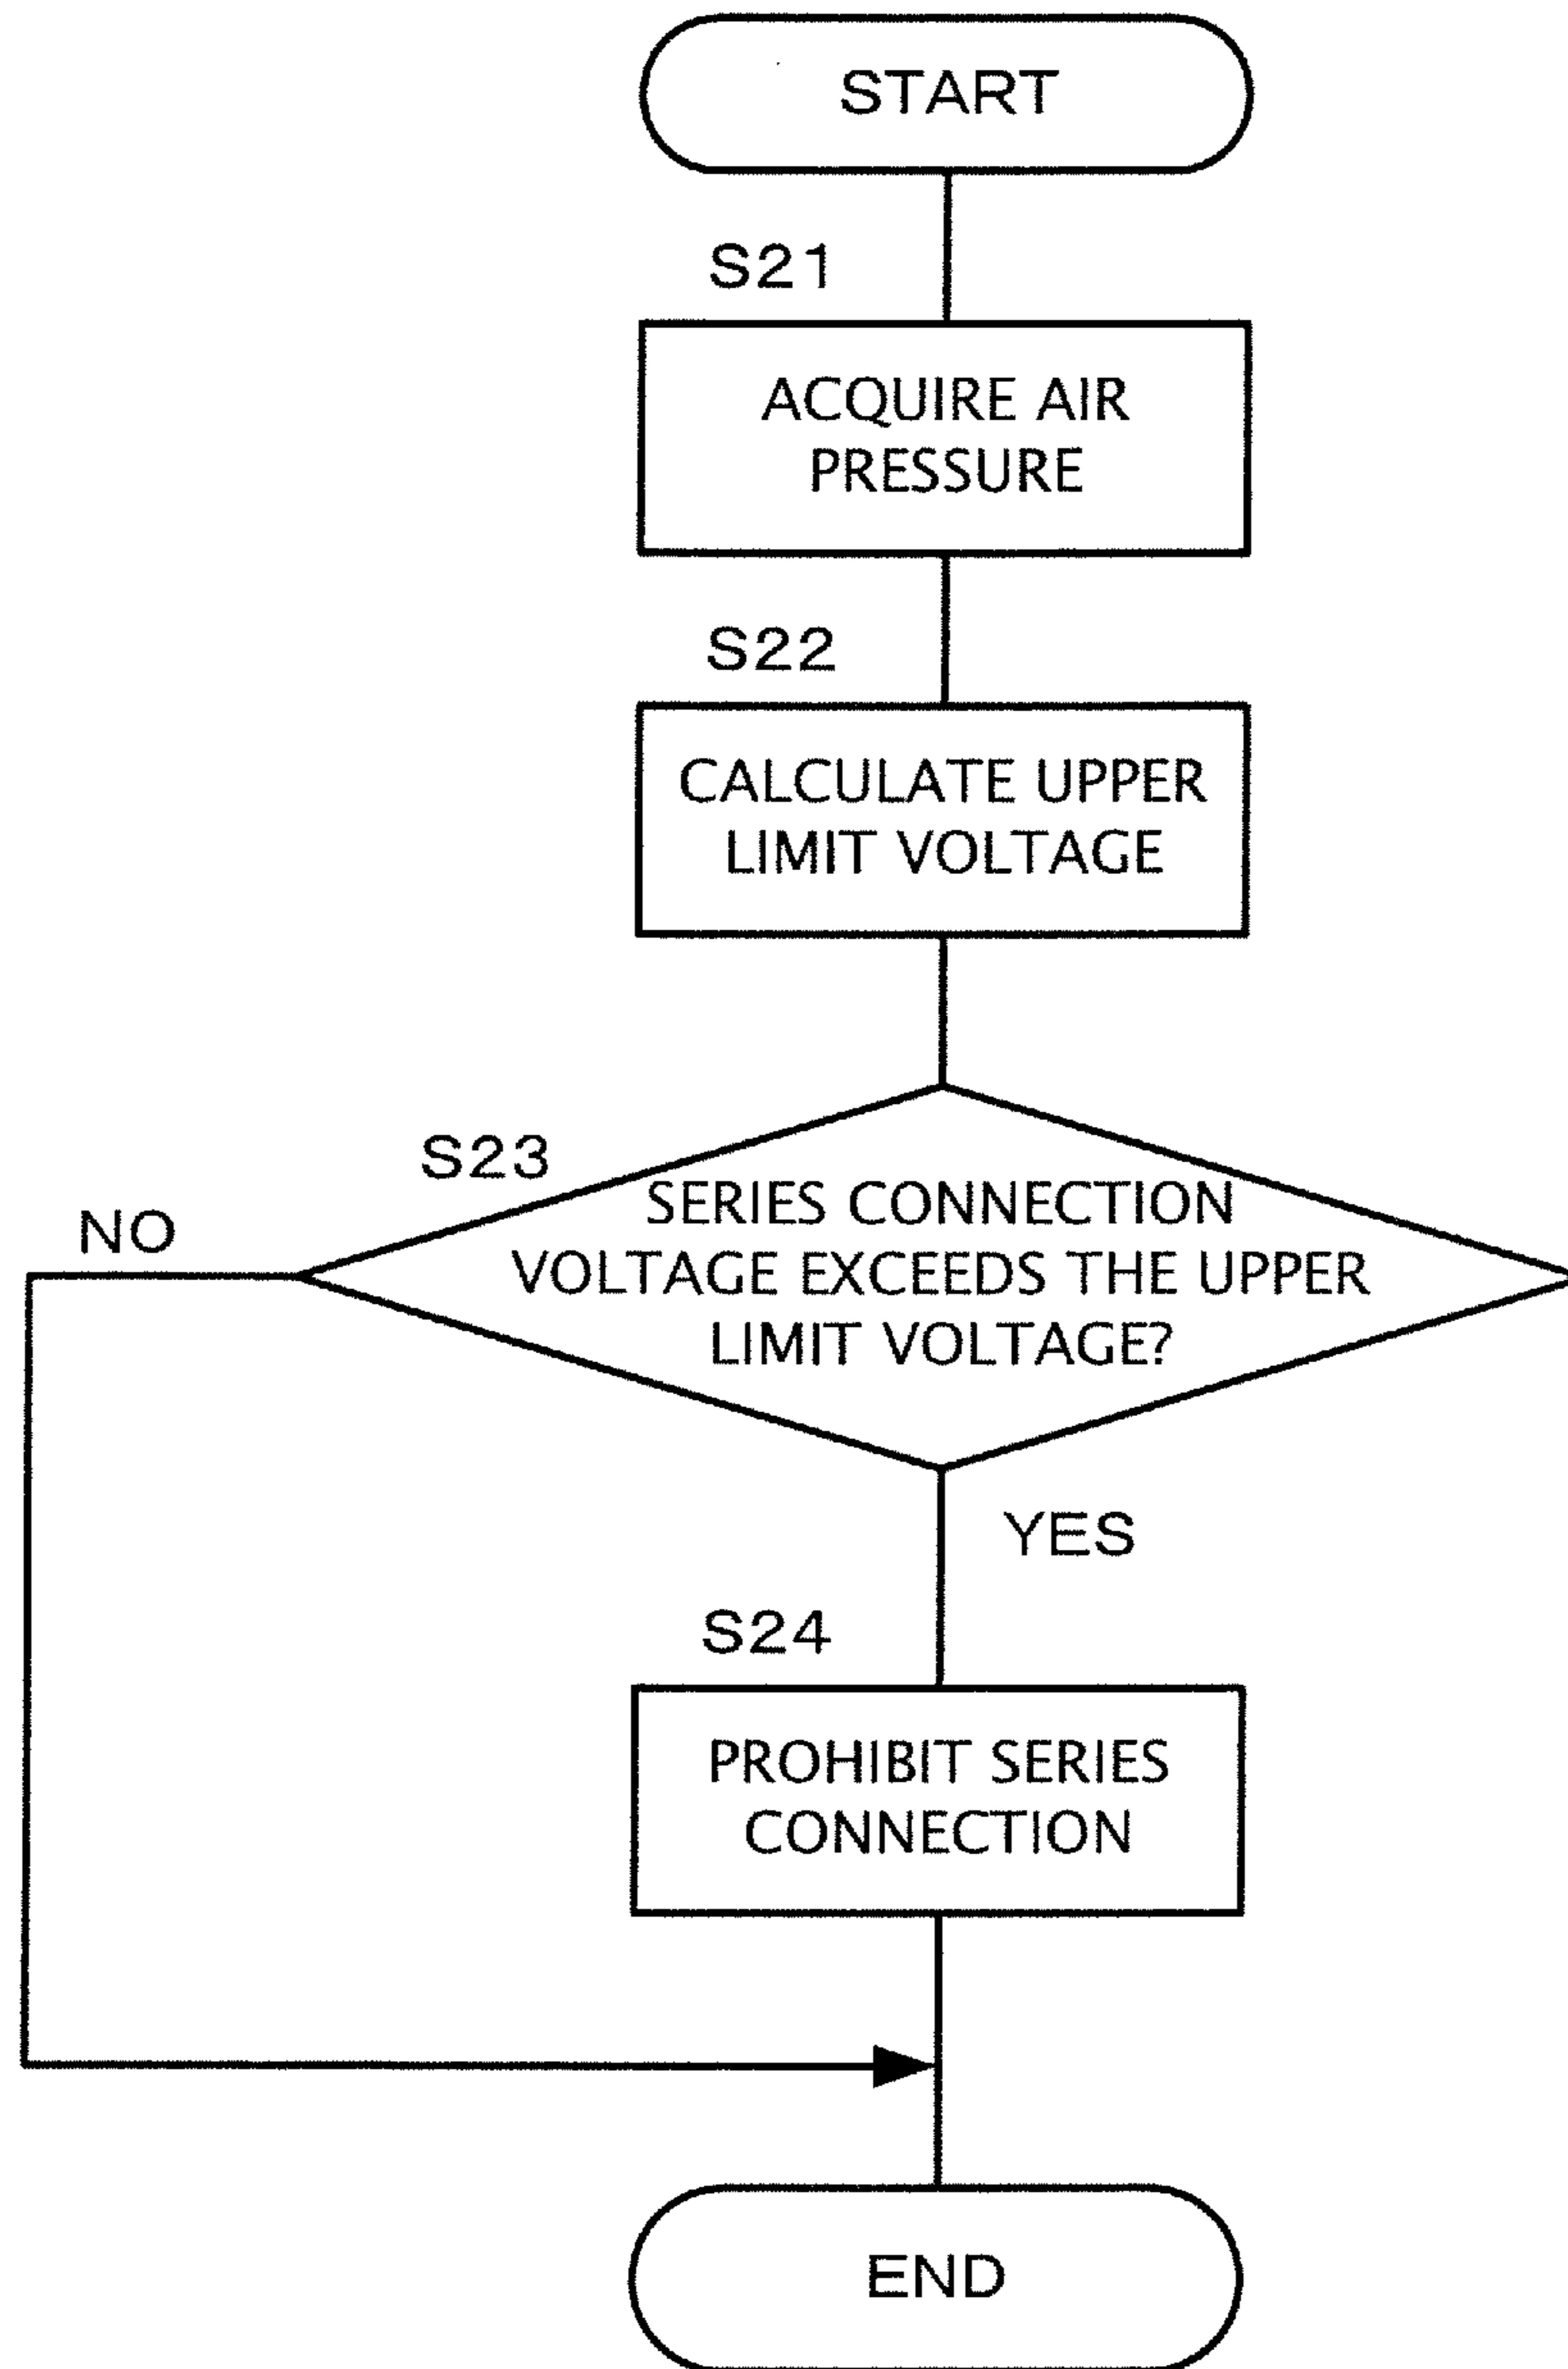 START
S21
ACQUIRE AIR
PRESSURE
S22
CALCULATE UPPER
LIMIT VOLTAGE
S23
SERIES CONNECTION
NO
VOLTAGE EXCEEDS THE UPPER
LIMIT VOLTAGE?
YES
S24
PROHIBIT SERIES
CONNECTION
END